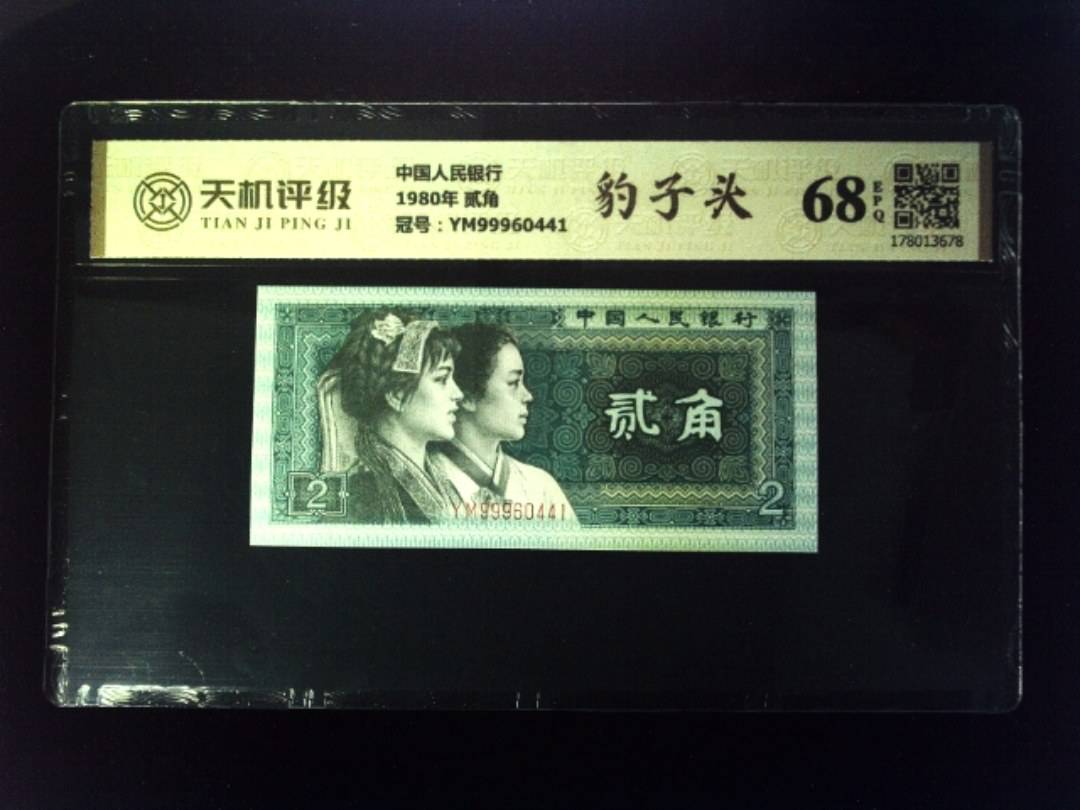 天机评级
TIAN JI PING JI
中国人民银行
1980年 贰角
冠号：YM99960441
豹子头
68
EPQ
178013678
中国人民银行
贰角
2
YM99960441
2